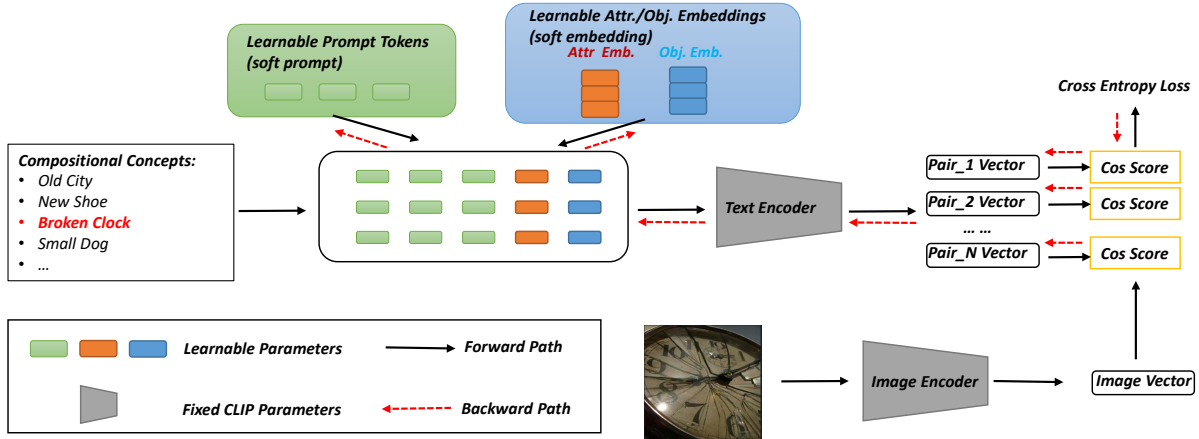 Learnable Prompt Tokens
(soft prompt)
Learnable Attr./Obj. Embeddings
(soft embedding)
Attr Emb.
Obj. Emb.
Cross Entropy Loss
Compositional Concepts:
• Old City
• New Shoe
• Broken Clock
• Small Dog
• ...
Text Encoder
Pair_1 Vector
Cos Score
Pair_2 Vector
Cos Score
... ...
Pair_N Vector
Cos Score
Learnable Parameters
Forward Path
Fixed CLIP Parameters
Backward Path
10
11
Image Encoder
Image Vector